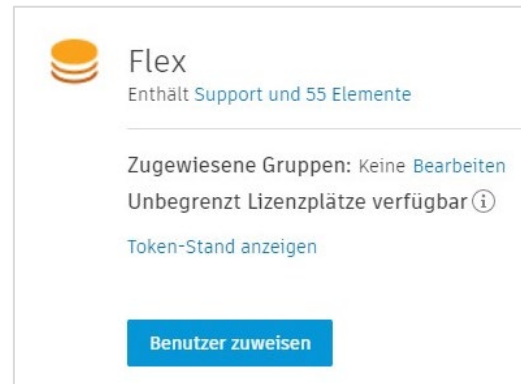 Flex
Enthält Support und 55 Elemente
Zugewiesene Gruppen: Keine Bearbeiten
Unbegrenzt Lizenzplätze verfügbar
Token-Stand anzeigen
Benutzer zuweisen